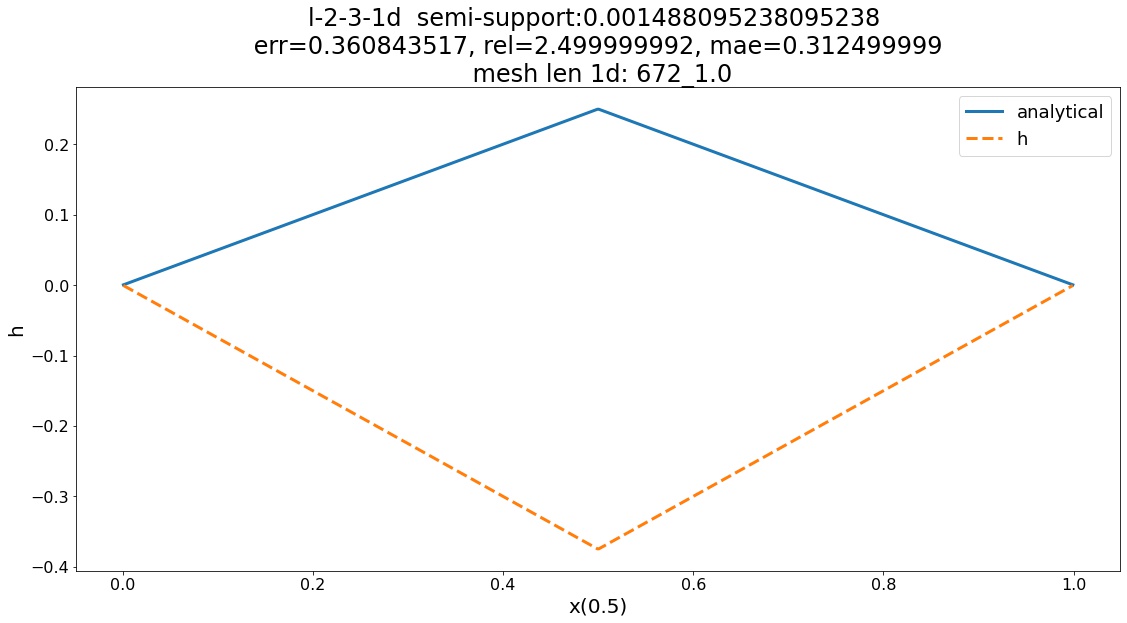 l-2-3-1d  semi-support:0.001488095238095238
err=0.360843517, rel=2.499999992, mae=0.312499999
mesh len 1d: 672_1.0
analytical
h
0.2
0.1
0.0
−0.1
−0.2
−0.3
−0.4
h
0.0 0.2 0.4 0.6 0.8 1.0
x(0.5)